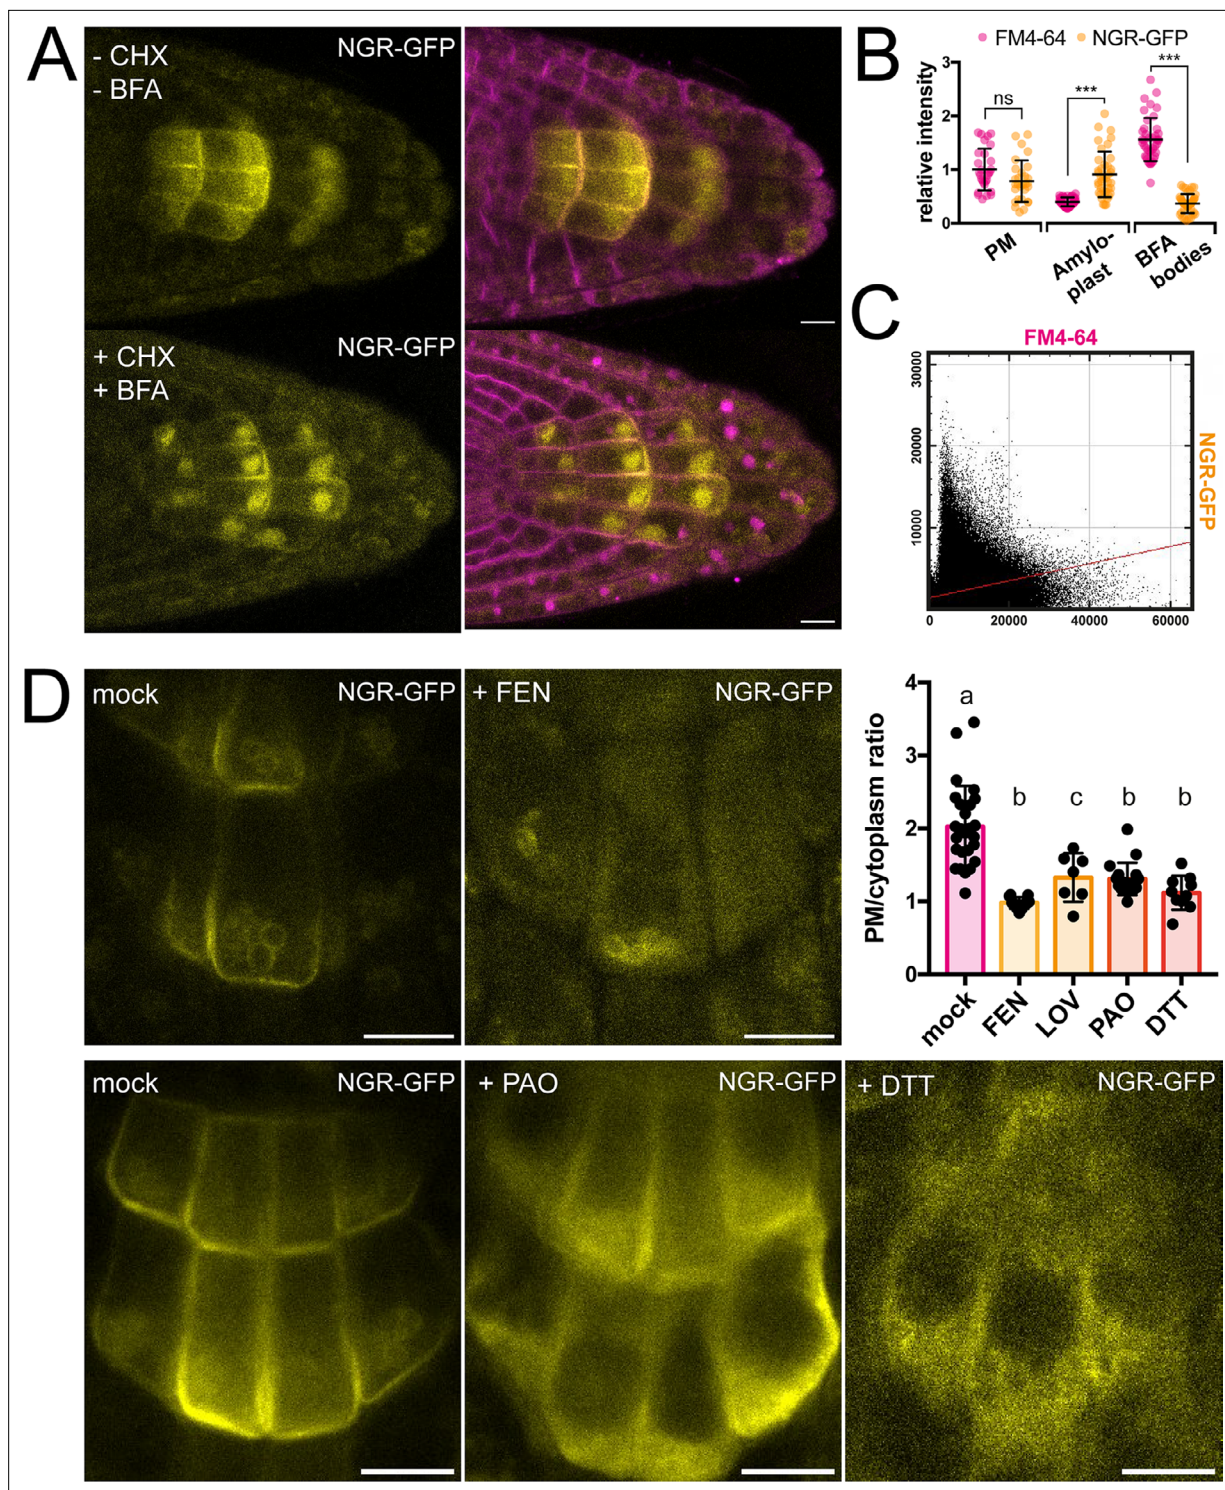 A
- CHX
- BFA
NGR-GFP
+ CHX
+ BFA
NGR-GFP
B
FM4-64 NGR-GFP
relative intensity
3
2
1
0
ns
***
***
PM
Amylo-
plast
BFA
bodies
C
FM4-64
NGR-GFP
30000
20000
10000
0 20000 40000 60000
D
mock NGR-GFP
+ FEN NGR-GFP
PM/cytoplasm ratio
4
3
2
1
0
a
b
c
b
b
mock
FEN
LOV
PAO
DTT
mock NGR-GFP
+ PAO NGR-GFP
+ DTT NGR-GFP